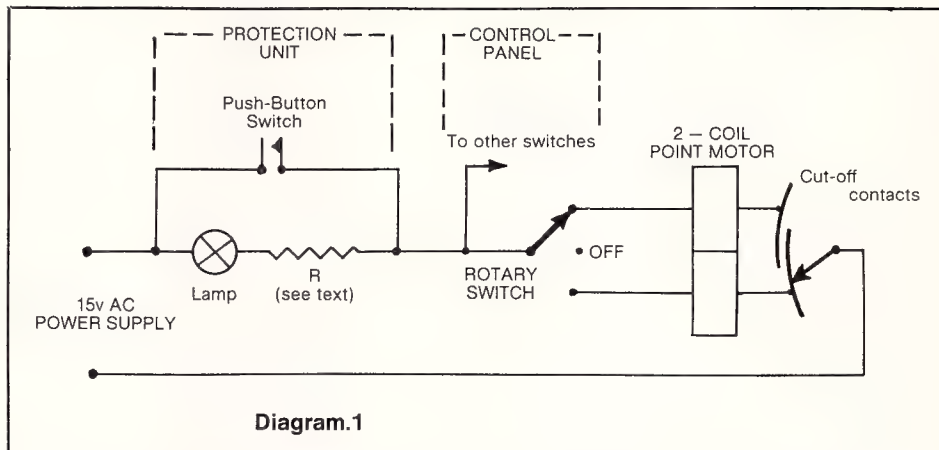 PROTECTION
UNIT
CONTROL
PANEL
Push-Button
Switch
To other switches
2 – COIL
POINT MOTOR
Cut-off
contacts
OFF
Lamp
R
(see text)
ROTARY
SWITCH
15v AC
POWER SUPPLY
Diagram.1